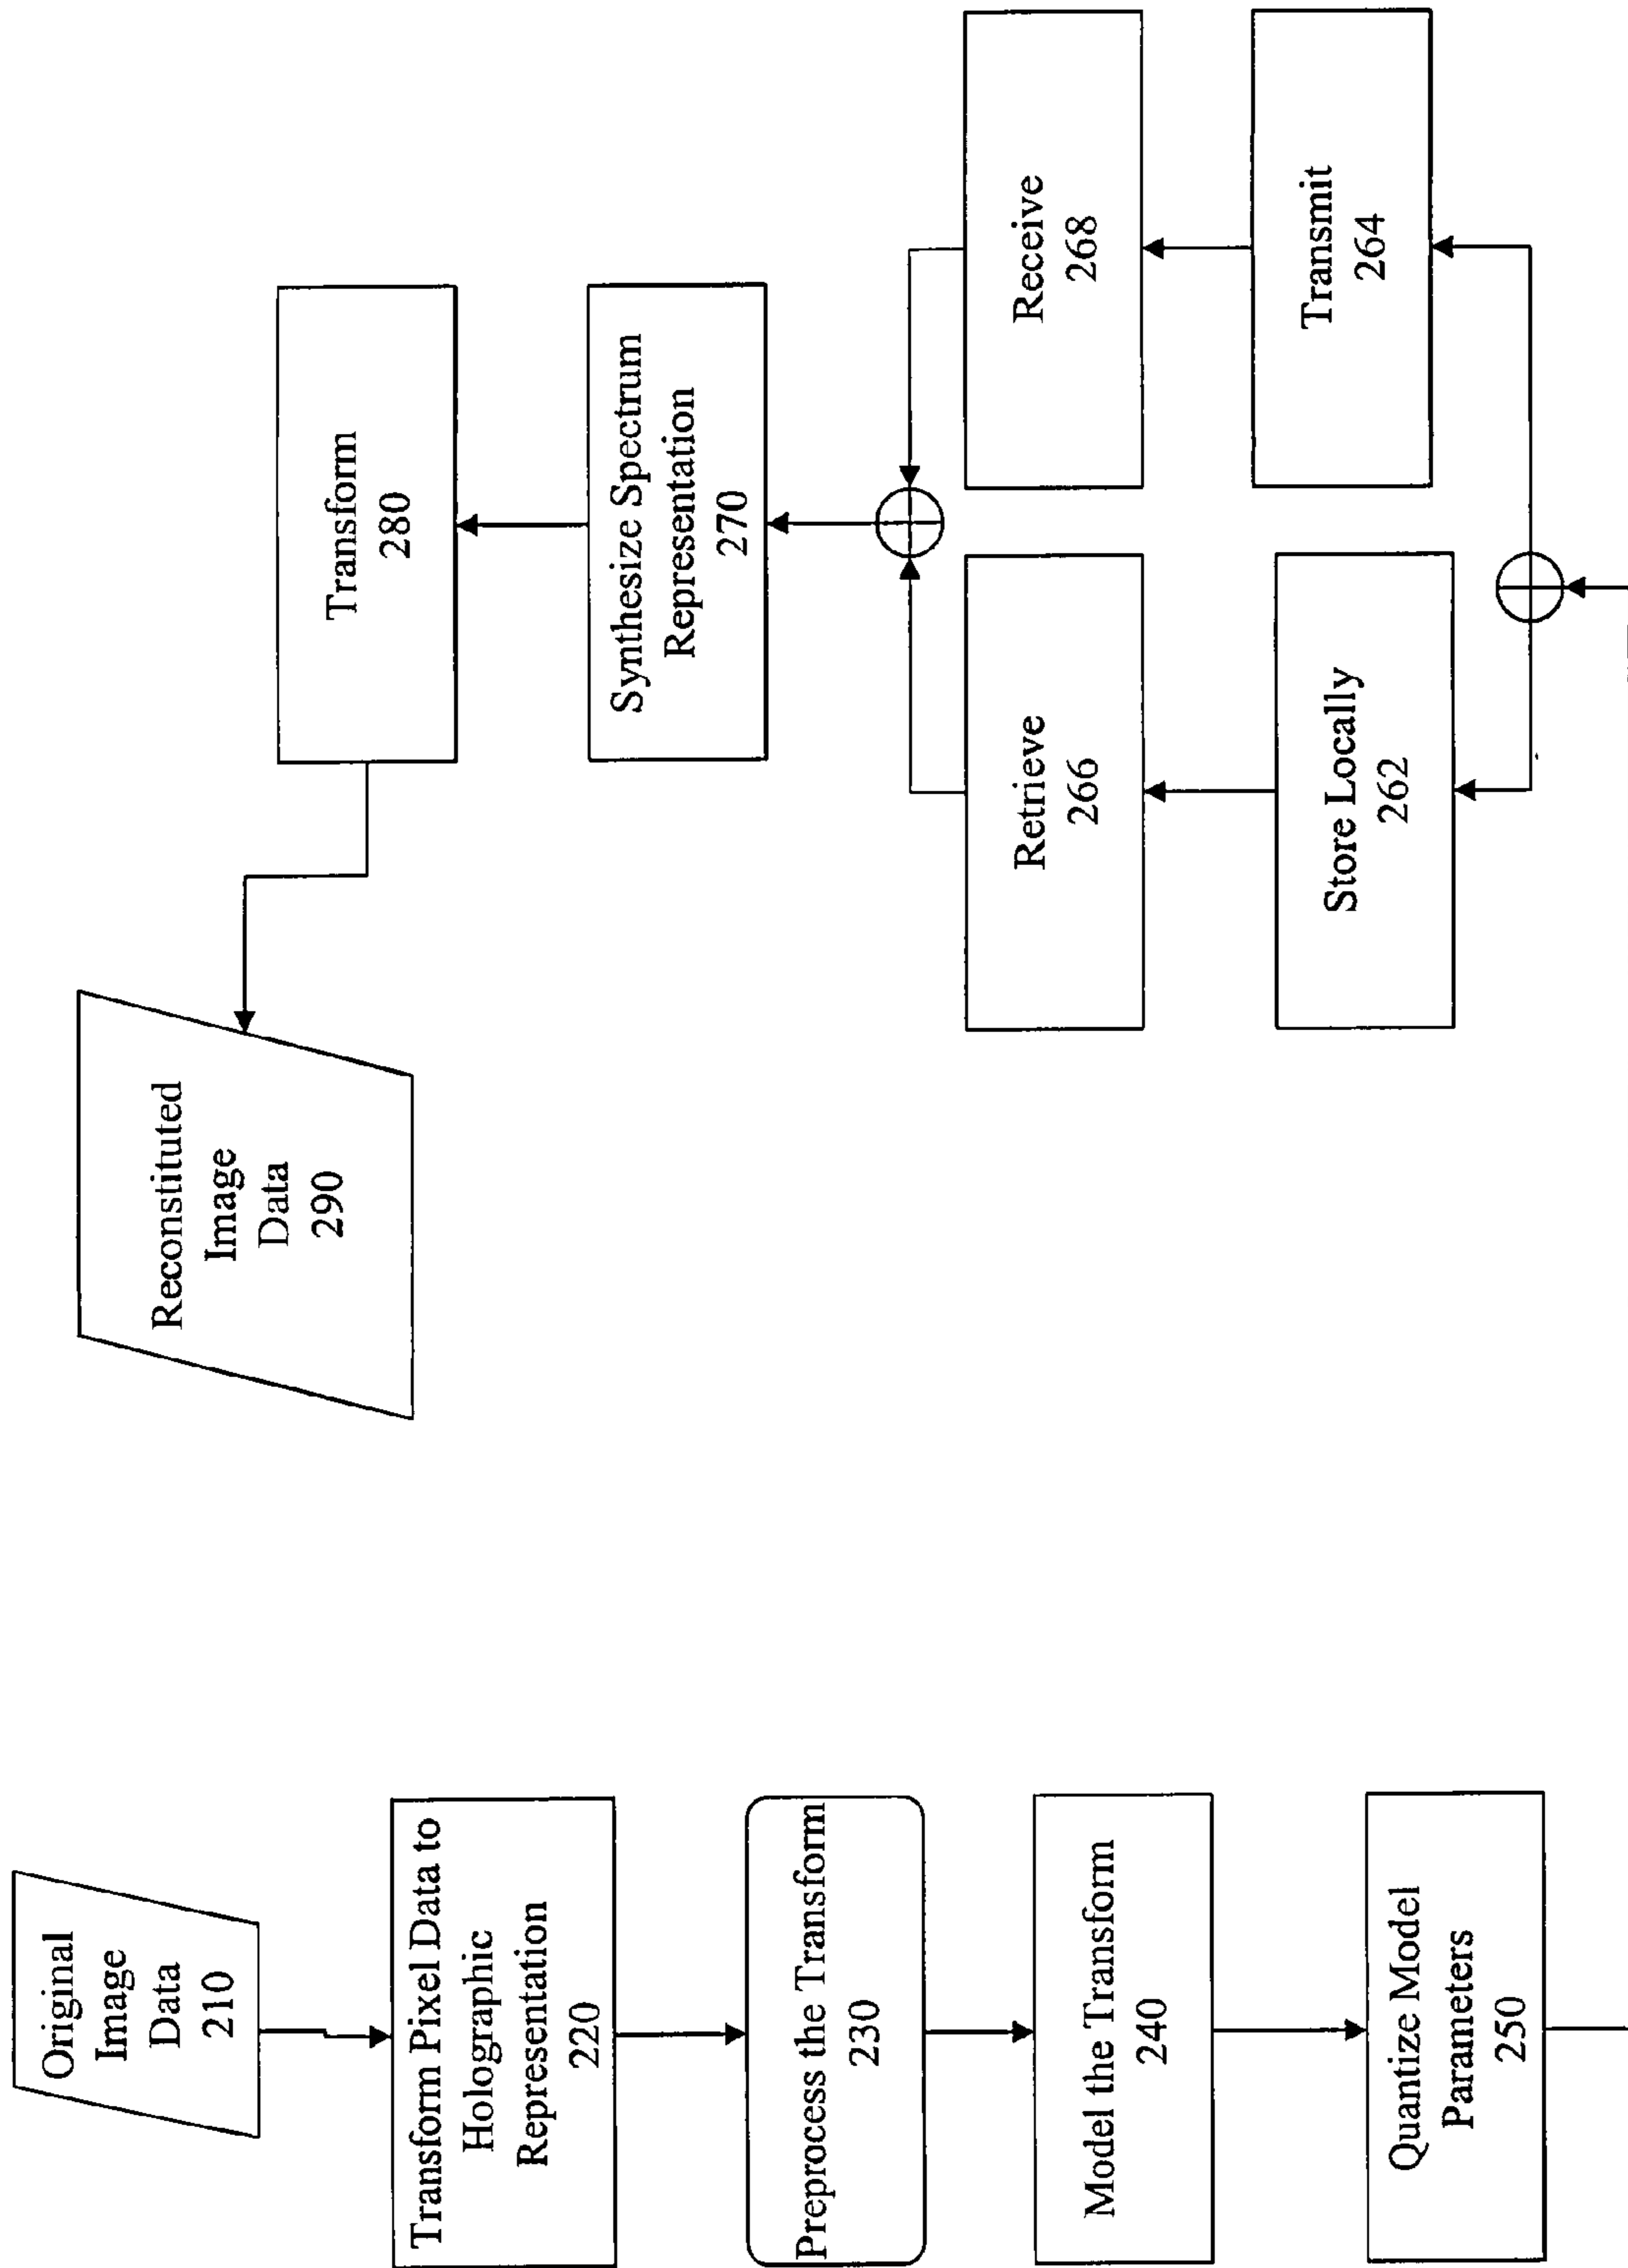 Original
Image
Data
210
Transform Pixel Data to
Holographic
Representation
220
Preprocess the Transform
230
Model the Transform
240
Quantize Model
Parameters
250
Reconstituted
Image
Data
290
Transform
280
Synthesize Spectrum
Representation
270
Retrieve
266
Receive
268
Store Locally
262
Transmit
264